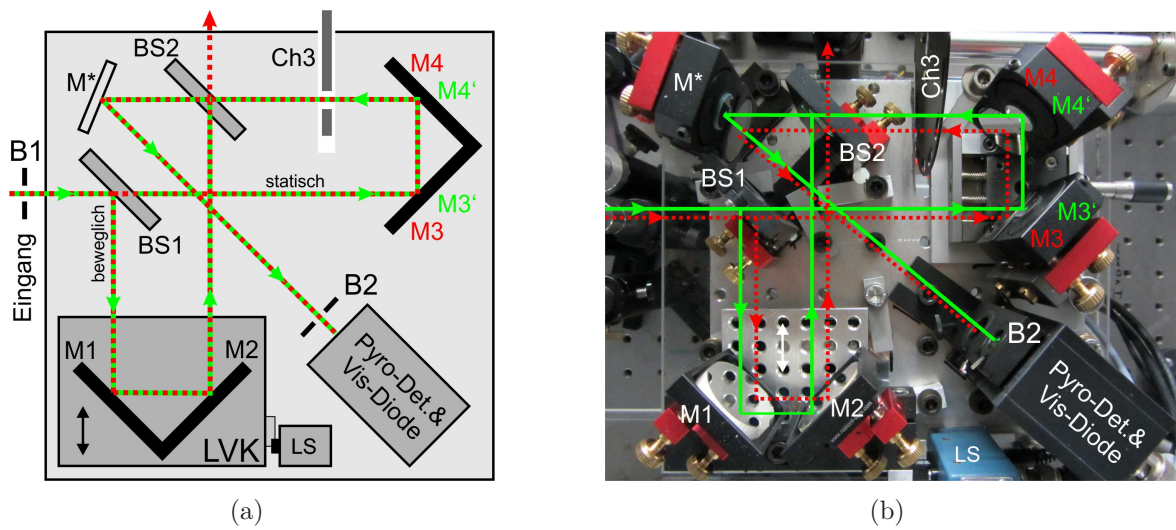 BS2
Ch3
M4
M4‘
M*
B1
statisch
M3‘
M3
BS1
beweglich
Eingang
B2
M1
M2
LVK
LS
Pyro-Det.&
Vis-Diode
(a)
M*
Ch3
M4
M4‘
BS2
BS1
M3‘
M3
B2
M1
M2
LS
Pyro-Det.&
Vis-Diode
(b)